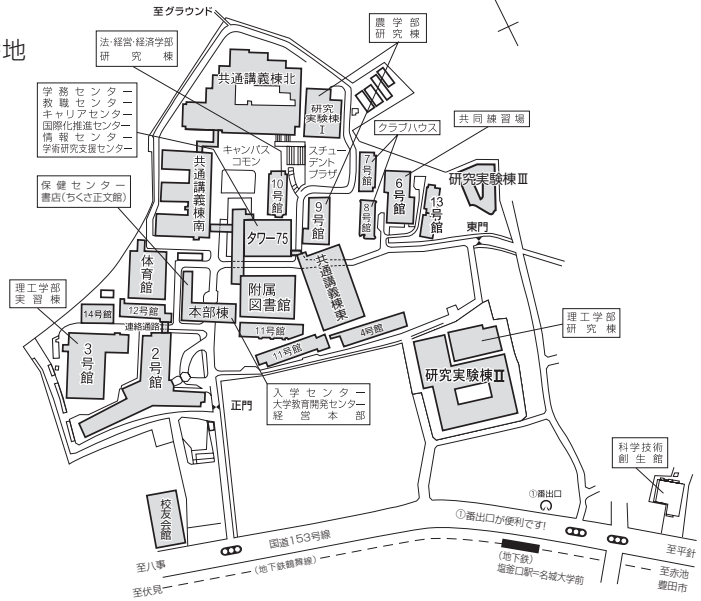 至グラウンド
地
法・経営・経済学部
研究棟
農学部
研究棟
学務センター
教職センター
キャリアセンター
国際化推進センター
情報センター
学術研究支援センター
共通講義棟北
研究
実験棟
I
クラブハウス
共同練習場
キャンパス
コモン
スチュー
デント
プラザ
共通講義棟南
10号館
7号館
6号館
研究実験棟Ⅲ
保健センター
書店(ちくさ正文館)
9号館
8号館
13号館
タワー75
東門
体育館
共通講義棟東
理工学部
実習棟
附属
図書館
14号館
12号館
本部棟
連絡通路
11号館
11号館
4号館
理工学部
研究棟
3号館
2号館
研究実験棟Ⅱ
正門
入学センター
大学教育開発センター
経営本部
科学技術
創生館
①番出口
校友会館
①番出口が便利です!
国道153号線
至八事
(地下鉄鶴舞線)
至伏見
(地下鉄)
塩釜口駅=名城大学前
至平針
至赤池
豊田市